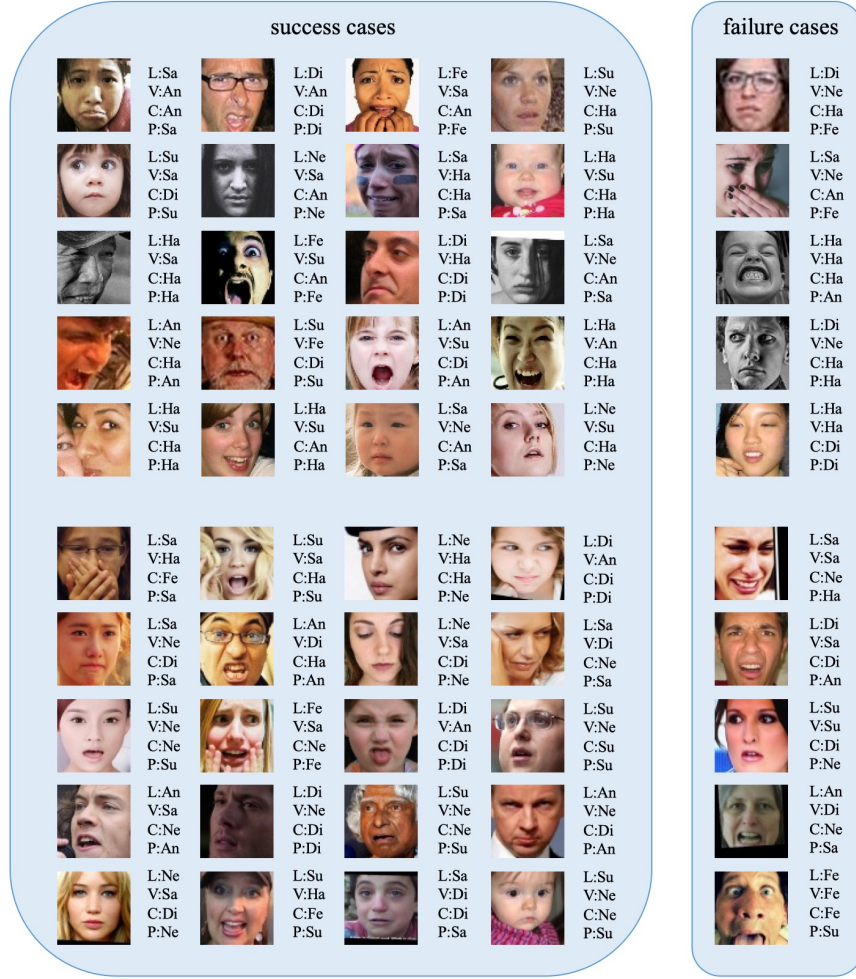 success cases
L:Sa
V:An
C:An
P:Sa
L:Di
V:An
C:Di
P:Di
L:Fe
V:Sa
C:An
P:Fe
L:Su
V:Ne
C:Ha
P:Su
L:Su
V:Sa
C:Di
P:Su
L:Ne
V:Sa
C:An
P:Ne
L:Sa
V:Ha
C:Ha
P:Sa
L:Ha
V:Su
C:Ha
P:Ha
L:Ha
V:Sa
C:Ha
P:Ha
L:Fe
V:Su
C:An
P:Fe
L:Di
V:Ha
C:Di
P:Di
L:Sa
V:Ne
C:An
P:Sa
L:An
V:Ne
C:Ha
P:An
L:Su
V:Fe
C:Di
P:Su
L:An
V:Su
C:Di
P:An
L:Ha
V:An
C:Ha
P:Ha
L:Ha
V:Su
C:Ha
P:Ha
L:Ha
V:Su
C:An
P:Ha
L:Sa
V:Ne
C:An
P:Sa
L:Ne
V:Su
C:Ha
P:Ne
L:Sa
V:Ha
C:Fe
P:Sa
L:Su
V:Sa
C:Ha
P:Su
L:Ne
V:Ha
C:Ha
P:Ne
L:Di
V:An
C:Di
P:Di
L:Sa
V:Ne
C:Di
P:Sa
L:An
V:Di
C:Ha
P:An
L:Ne
V:Sa
C:Di
P:Ne
L:Sa
V:Di
C:Ne
P:Sa
L:Su
V:Ne
C:Ne
P:Su
L:Fe
V:Sa
C:Ne
P:Fe
L:Di
V:An
C:Di
P:Di
L:Su
V:Ne
C:Su
P:Su
L:An
V:Sa
C:Ne
P:An
L:Di
V:Ne
C:Di
P:Di
L:Su
V:Ne
C:Ne
P:Su
L:An
V:Ne
C:Di
P:An
L:Ne
V:Sa
C:Di
P:Ne
L:Su
V:Ha
C:Fe
P:Su
L:Sa
V:Di
C:Di
P:Sa
L:Su
V:Ne
C:Ne
P:Su
failure cases
L:Di
V:Ne
C:Ha
P:Fe
L:Sa
V:Ne
C:An
P:Fe
L:Ha
V:Ha
C:Ha
P:An
L:Di
V:Ne
C:Ha
P:Ha
L:Ha
V:Ha
C:Di
P:Di
L:Sa
V:Sa
C:Ne
P:Ha
L:Di
V:Sa
C:Di
P:An
L:Su
V:Su
C:Di
P:Ne
L:An
V:Di
C:Ne
P:Sa
L:Fe
V:Fe
C:Fe
P:Su